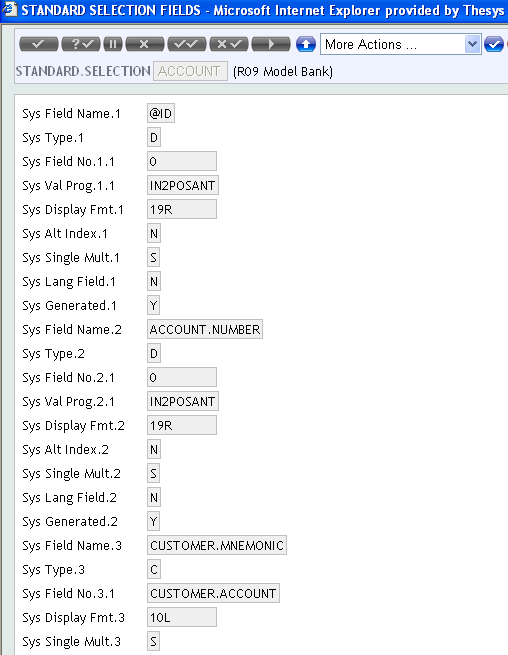 STANDARD SELECTION FIELDS - Microsoft Internet Explorer provided by Thesys
More Actions ...
STANDARD.SELECTION ACCOUNT (R09 Model Bank)
Sys Field Name.1 @ID
Sys Type.1 D
Sys Field No.1.1 0
Sys Val Prog.1.1 IN2POSANT
Sys Display Fmt.1 19R
Sys Alt Index.1 N
Sys Single Mult.1 S
Sys Lang Field.1 N
Sys Generated.1 Y
Sys Field Name.2 ACCOUNT.NUMBER
Sys Type.2 D
Sys Field No.2.1 0
Sys Val Prog.2.1 IN2POSANT
Sys Display Fmt.2 19R
Sys Alt Index.2 N
Sys Single Mult.2 S
Sys Lang Field.2 N
Sys Generated.2 Y
Sys Field Name.3 CUSTOMER.MNEMONIC
Sys Type.3 C
Sys Field No.3.1 CUSTOMER.ACCOUNT
Sys Display Fmt.3 10L
Sys Single Mult.3 S